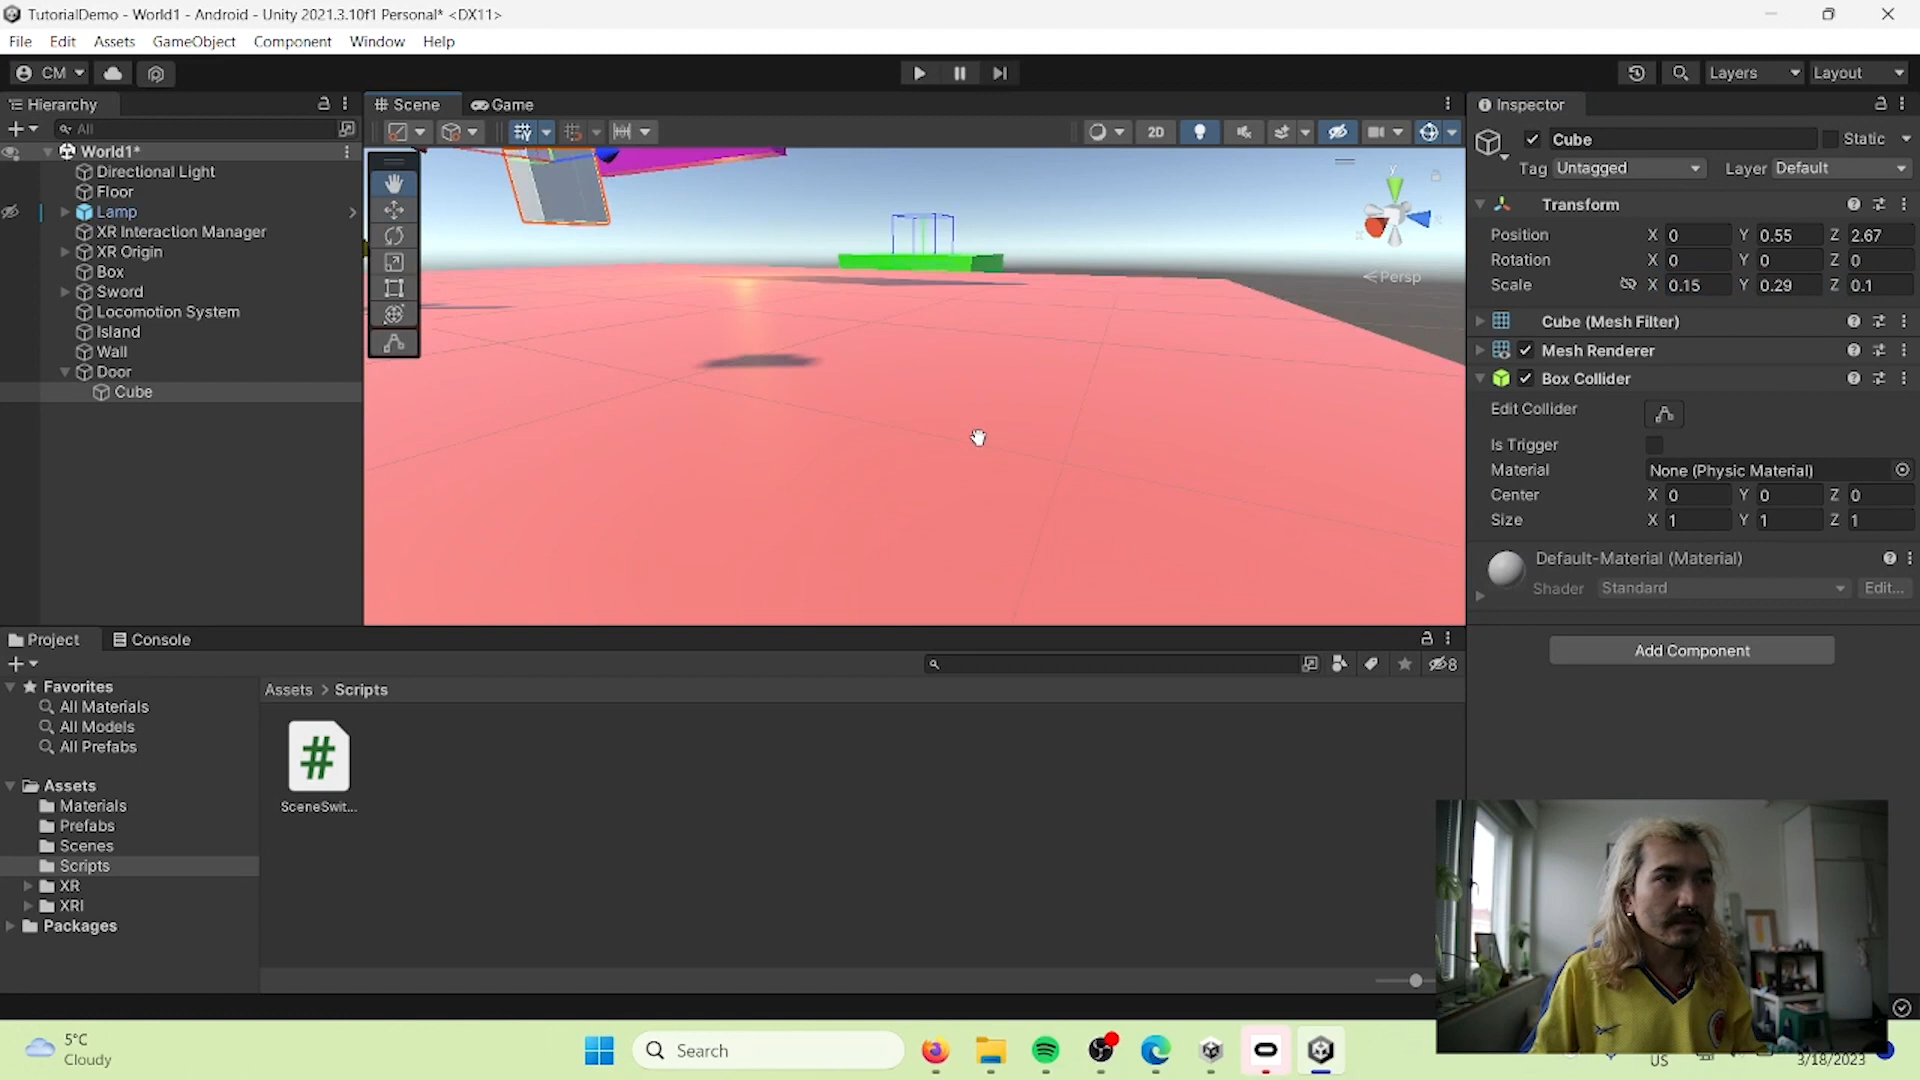 TutorialDemo - World1 - Android - Unity 2021.3.10f1 Personal* <DX11>
File Edit Assets GameObject Component Window Help
CM Layers Layout
Hierarchy
All
World1*
Directional Light
Floor
Lamp
XR Interaction Manager
XR Origin
Box
Sword
Locomotion System
Island
Wall
Door
Cube
Scene Game
2D
y
Persp
Inspector
Cube Static
Tag Untagged Layer Default
Transform
Position X 0 Y 0.55 Z 2.67
Rotation X 0 Y 0 Z 0
Scale X 0.15 Y 0.29 Z 0.1
Cube (Mesh Filter)
Mesh Renderer
Box Collider
Edit Collider
Is Trigger
Material None (Physic Material)
Center X 0 Y 0 Z 0
Size X 1 Y 1 Z 1
Default-Material (Material)
Shader Standard Edit...
Add Component
Project Console
8
Favorites
All Materials
All Models
All Prefabs
Assets
Materials
Prefabs
Scenes
Scripts
XR
XRI
Packages
Assets > Scripts
#
SceneSwit...
5°C
Cloudy
Search
US
3/18/2023